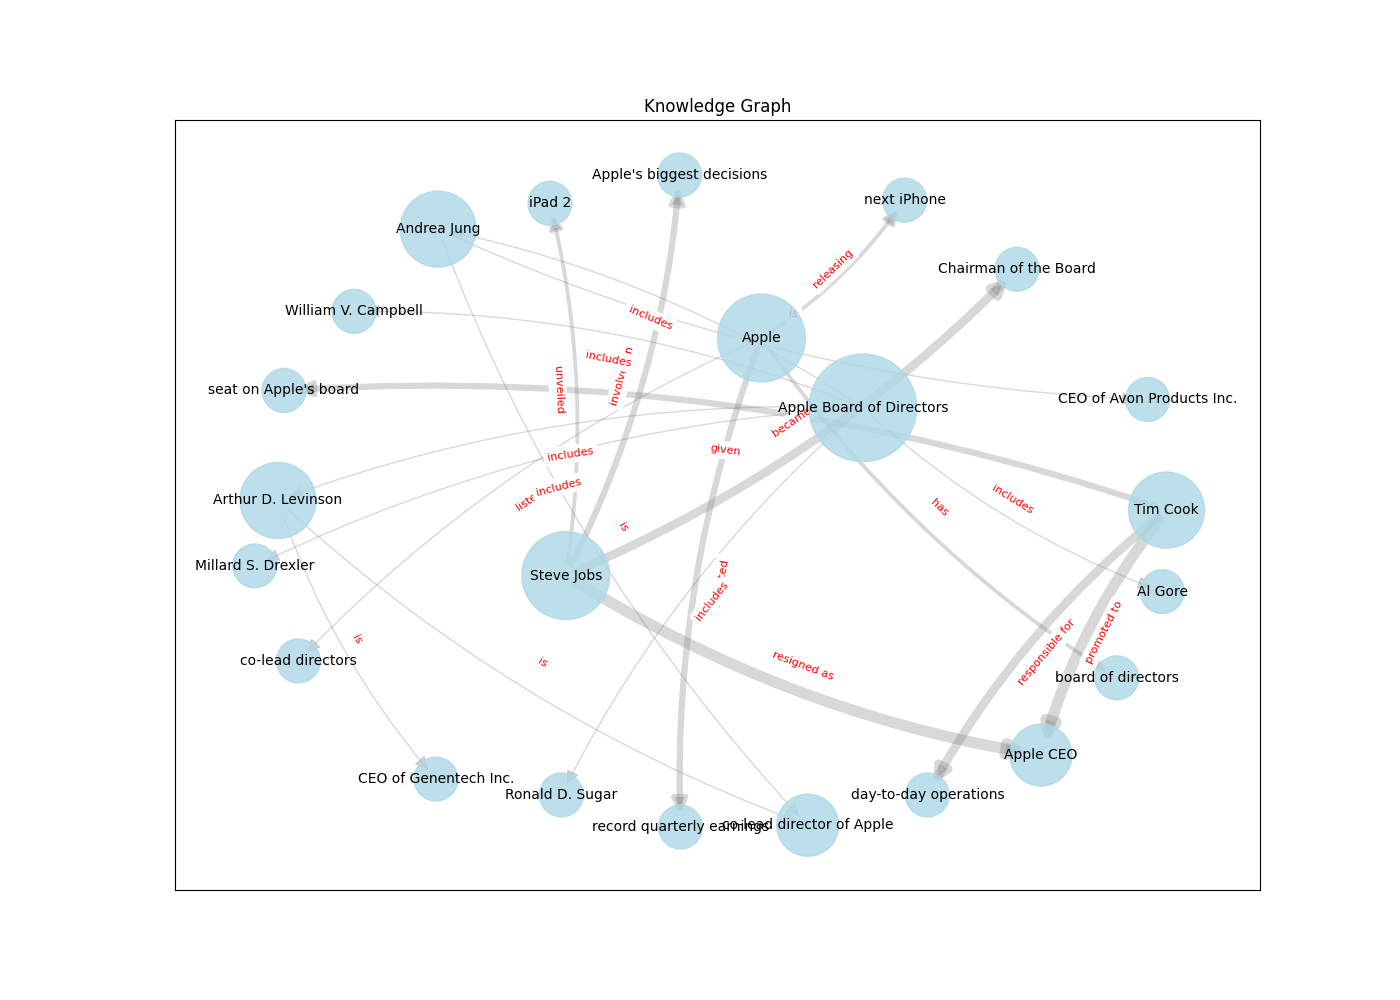 Knowledge Graph
Apple's biggest decisions
iPad 2
next iPhone
Andrea Jung
Chairman of the Board
releasing
William V. Campbell
is
includes
Apple
includes
seat on Apple's board
unveiled
CEO of Avon Products Inc.
Apple Board of Directors
became
given
includes
includes
Arthur D. Levinson
includes
has
Tim Cook
is
Millard S. Drexler
Steve Jobs
Al Gore
includes
is
co-lead directors
is
resigned as
responsible for
promoted to
board of directors
Apple CEO
CEO of Genentech Inc.
Ronald D. Sugar
day-to-day operations
record quarterly earnings
co-lead director of Apple